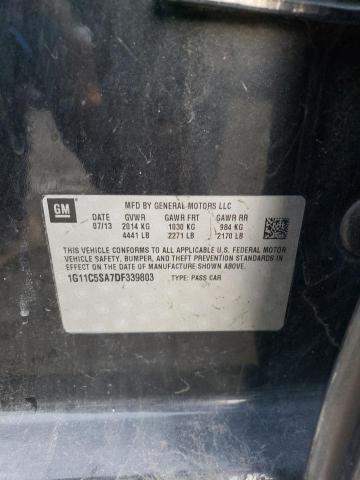 GM
MFD BY GENERAL MOTORS LLC
DATE GVWR GAWR FRT GAWR RR
07/13 2014 KG 1030 KG 984 KG
4441 LB 2271 LB 2170 LB
THIS VEHICLE CONFORMS TO ALL APPLICABLE U.S. FEDERAL MOTOR
VEHICLE SAFETY, BUMPER, AND THEFT PREVENTION STANDARDS IN
EFFECT ON THE DATE OF MANUFACTURE SHOWN ABOVE.
1G11C5SA7DF339803 TYPE: PASS CAR